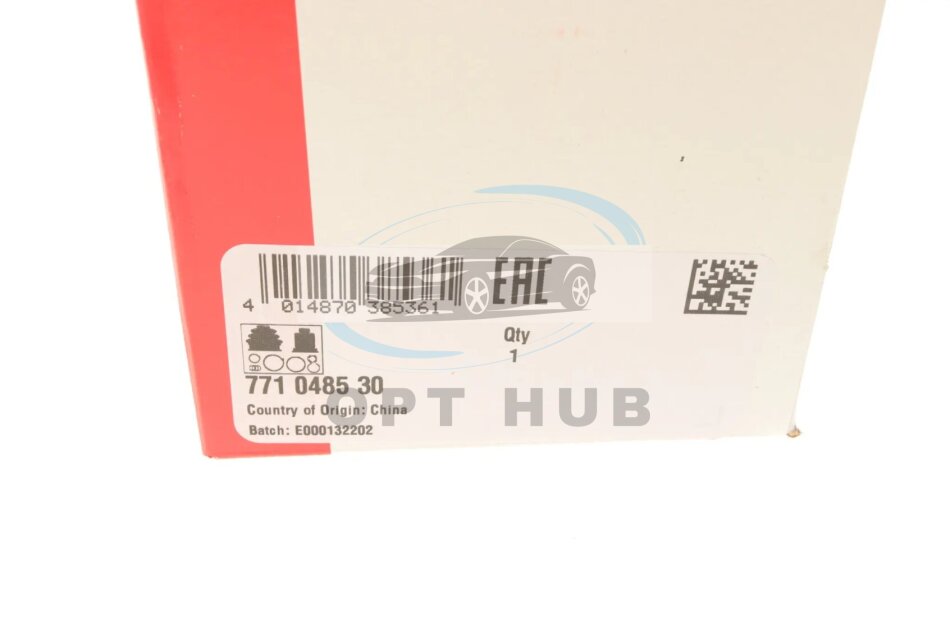 4 014870 385361
EAC
Qty
1
771 0485 30
Country of Origin: China
Batch: E000132202
OPT HUB